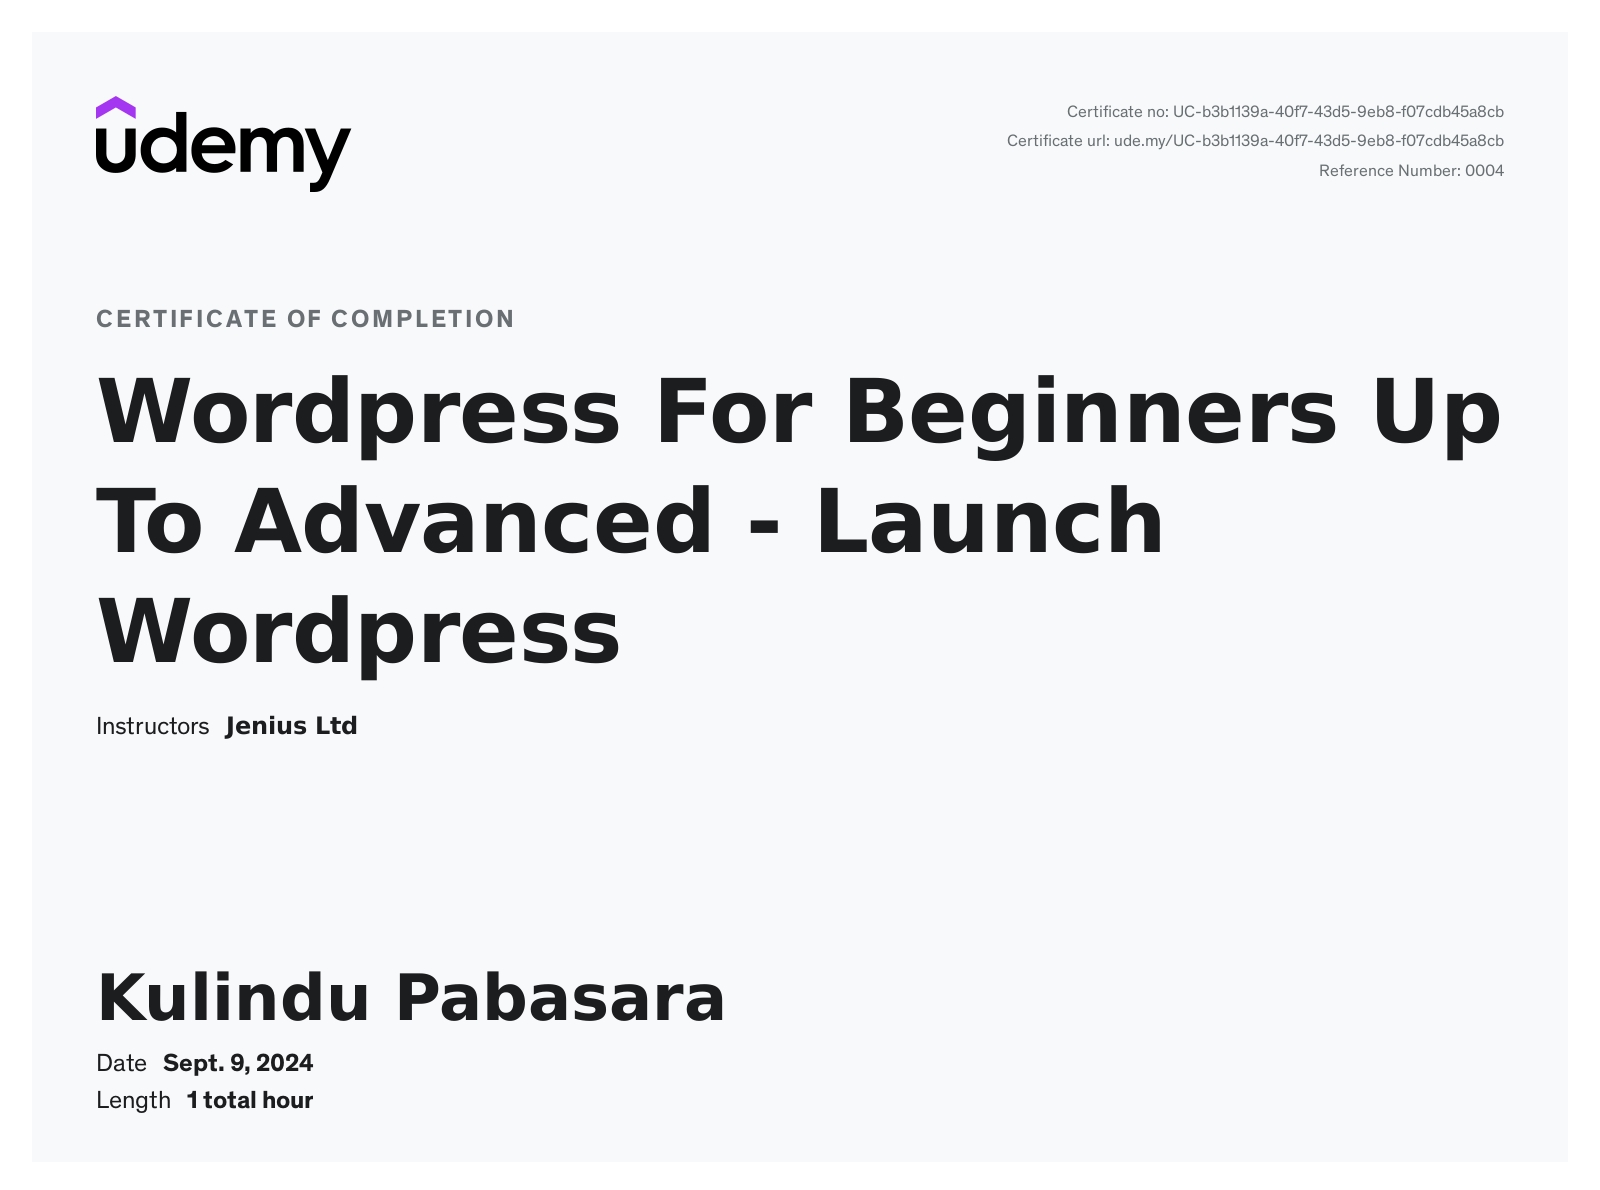 udemy
Certificate no: UC-b3b1139a-40f7-43d5-9eb8-f07cdb45a8cb
Certificate url: ude.my/UC-b3b1139a-40f7-43d5-9eb8-f07cdb45a8cb
Reference Number: 0004
CERTIFICATE OF COMPLETION
Wordpress For Beginners Up
To Advanced - Launch
Wordpress
Instructors Jenius Ltd
Kulindu Pabasara
Date Sept. 9, 2024
Length 1 total hour